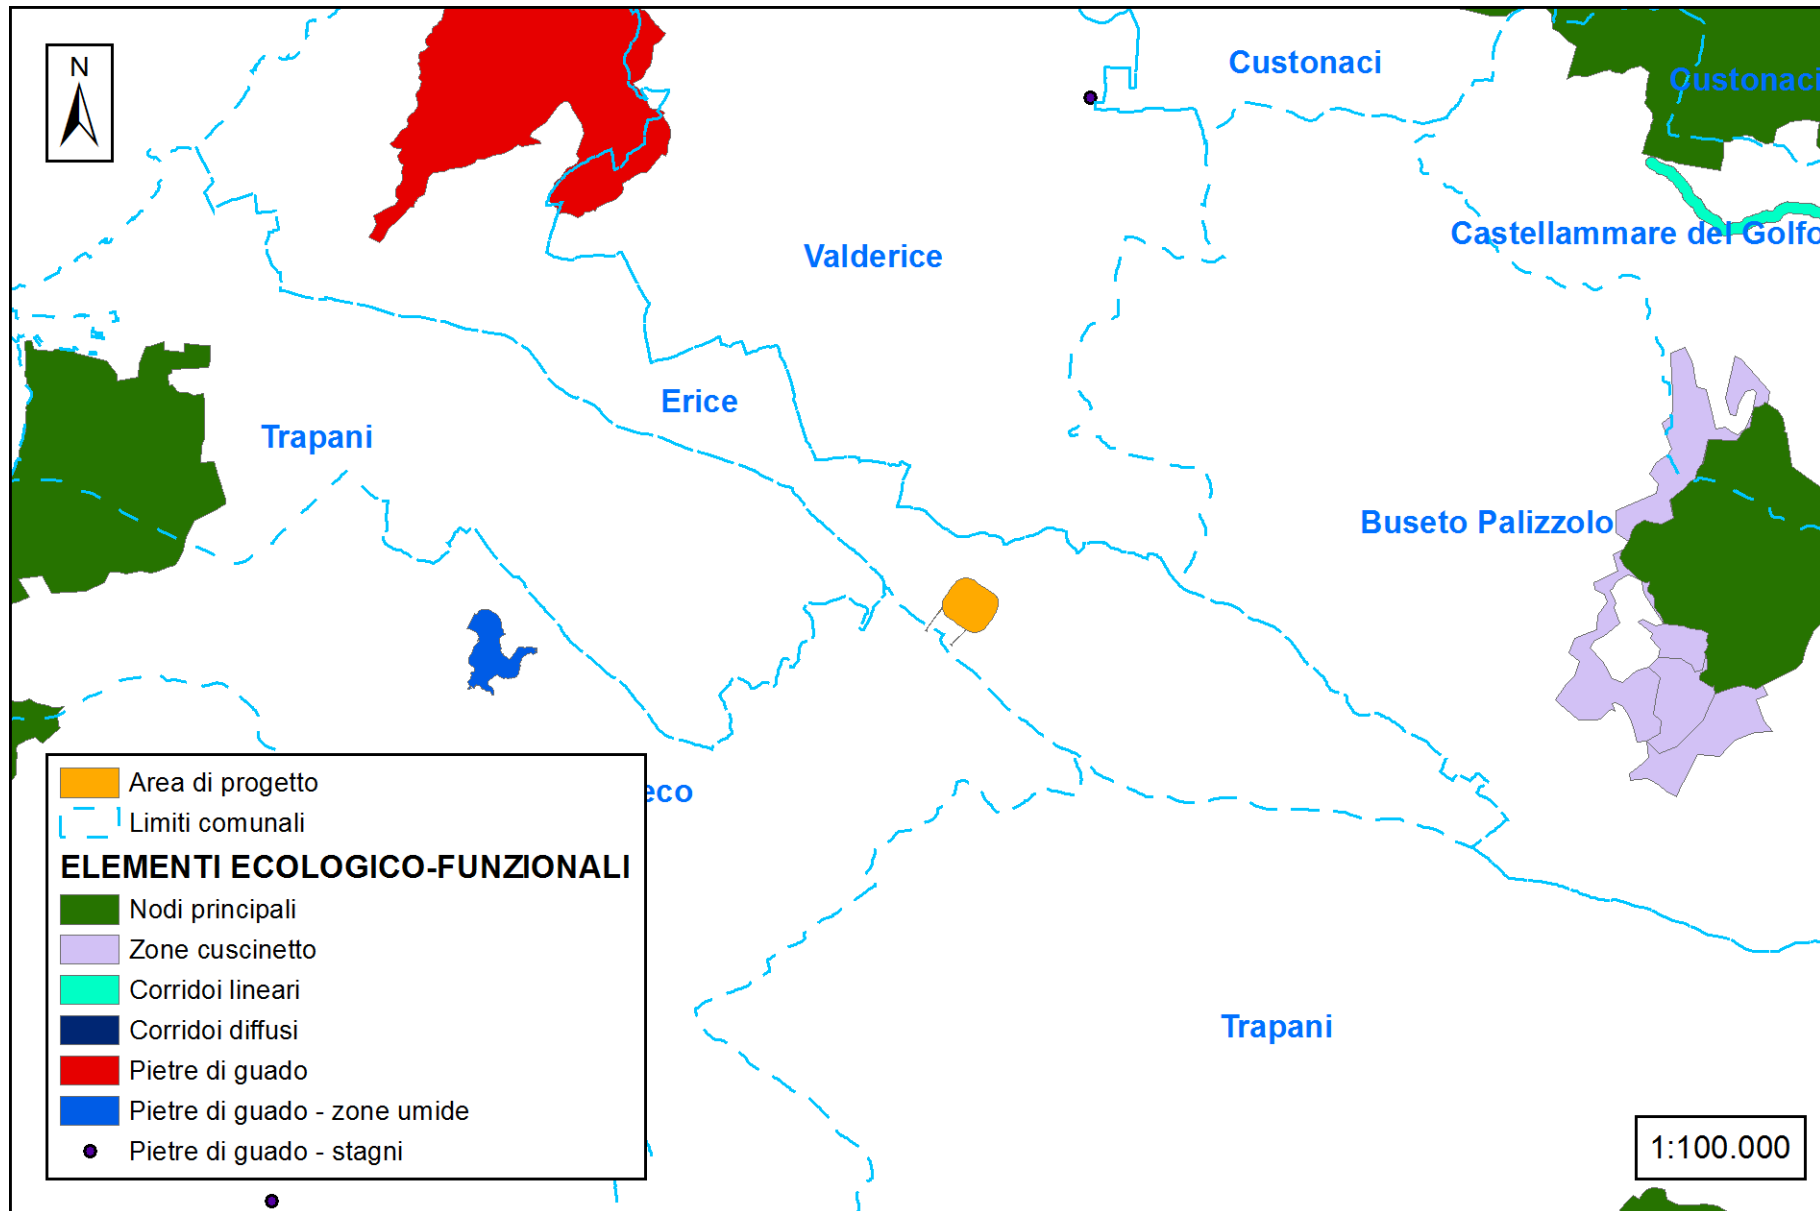 N
Custonaci
Custonaci
Castellammare del Golfo
Valderice
Erice
Trapani
Buseto Palizzolo
eco
Trapani
Area di progetto
Limiti comunali
ELEMENTI ECOLOGICO-FUNZIONALI
Nodi principali
Zone cuscinetto
Corridoi lineari
Corridoi diffusi
Pietre di guado
Pietre di guado - zone umide
Pietre di guado - stagni
1:100.000